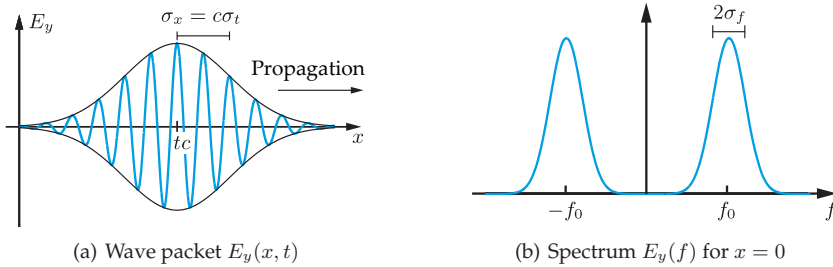 E_y
σ_x = cσ_t
Propagation
tc
x
(a) Wave packet E_y(x, t)
2σ_f
−f_0
f_0
f
(b) Spectrum E_y(f) for x = 0